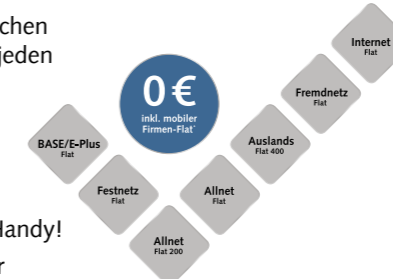 chen
jeden
0 €
inkl. mobiler
Firmen-Flat*
Internet
Flat
Fremdnetz
Flat
BASE/E-Plus
Flat
Auslands
Flat 400
Festnetz
Flat
Allnet
Flat
Allnet
Flat 200
Handy!
r